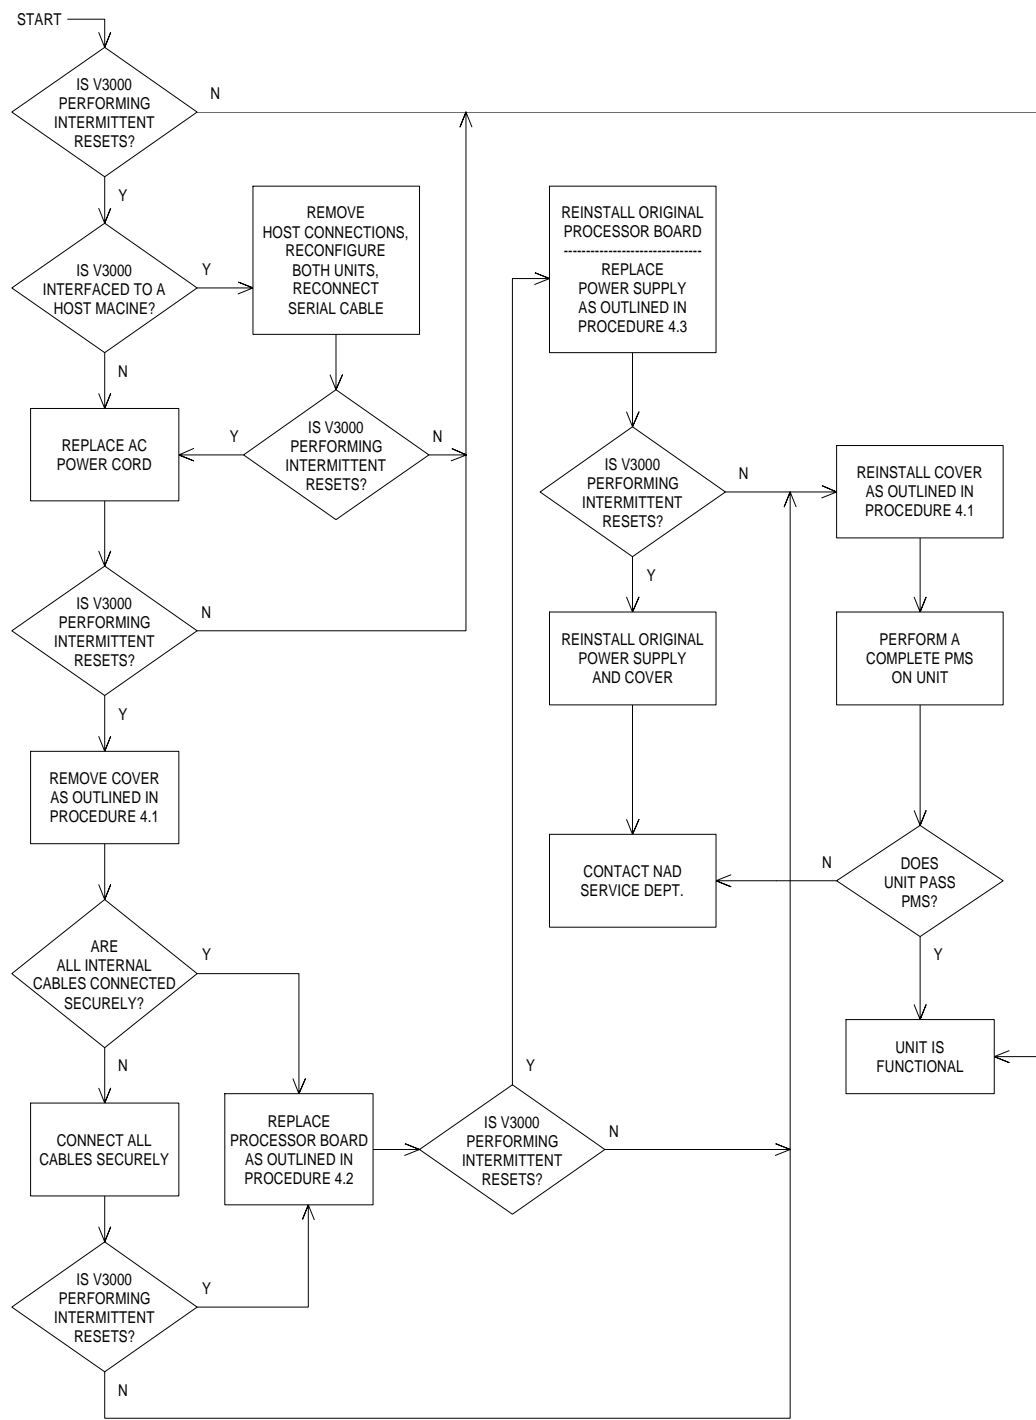 START
IS V3000
PERFORMING
INTERMITTENT
RESETS?
N
Y
IS V3000
INTERFACED TO A
HOST MACINE?
Y
N
REMOVE
HOST CONNECTIONS,
RECONFIGURE
BOTH UNITS,
RECONNECT
SERIAL CABLE
IS V3000
PERFORMING
INTERMITTENT
RESETS?
Y
N
REPLACE AC
POWER CORD
IS V3000
PERFORMING
INTERMITTENT
RESETS?
N
Y
REMOVE COVER
AS OUTLINED IN
PROCEDURE 4.1
ARE
ALL INTERNAL
CABLES CONNECTED
SECURELY?
Y
N
CONNECT ALL
CABLES SECURELY
IS V3000
PERFORMING
INTERMITTENT
RESETS?
Y
N
REPLACE
PROCESSOR BOARD
AS OUTLINED IN
PROCEDURE 4.2
IS V3000
PERFORMING
INTERMITTENT
RESETS?
Y
N
REINSTALL ORIGINAL
PROCESSOR BOARD
-------------------------------
REPLACE
POWER SUPPLY
AS OUTLINED IN
PROCEDURE 4.3
IS V3000
PERFORMING
INTERMITTENT
RESETS?
N
Y
REINSTALL ORIGINAL
POWER SUPPLY
AND COVER
CONTACT NAD
SERVICE DEPT.
REINSTALL COVER
AS OUTLINED IN
PROCEDURE 4.1
PERFORM A
COMPLETE PMS
ON UNIT
DOES
UNIT PASS
PMS?
N
Y
UNIT IS
FUNCTIONAL